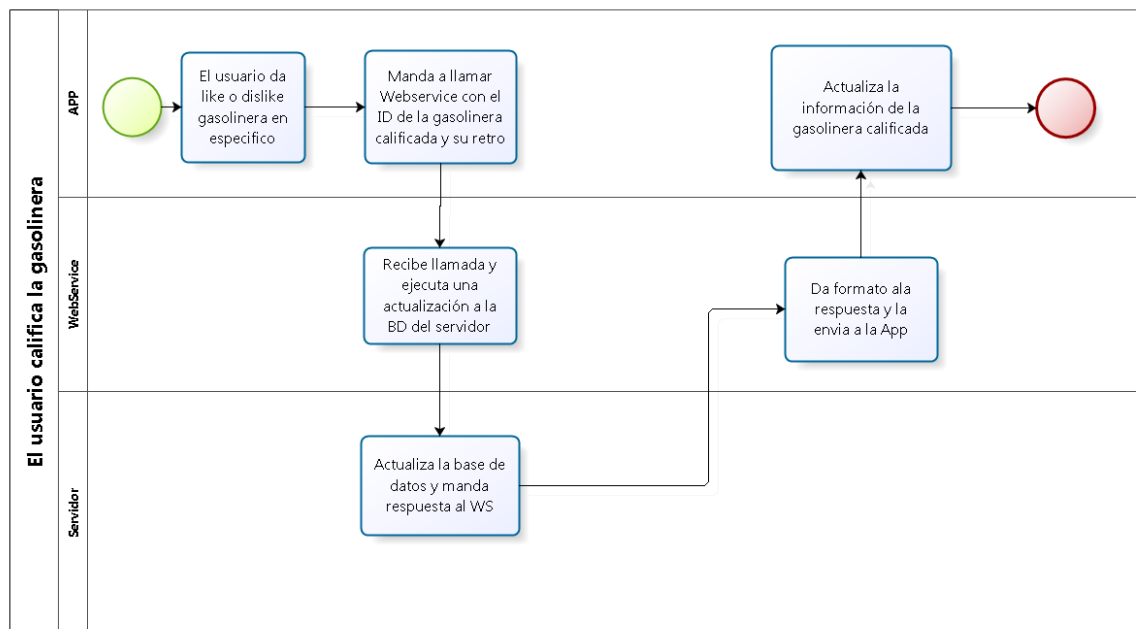 El usuario califica la gasolinera
APP
El usuario da
like o dislike
gasolinera en
especifico
Manda a llamar
Webservice con el
ID de la gasolinera
calificada y su retro
Actualiza la
información de la
gasolinera calificada
WebService
Recibe llamada y
ejecuta una
actualización a la
BD del servidor
Da formato ala
respuesta y la
envia a la App
Servidor
Actualiza la base de
datos y manda
respuesta al WS